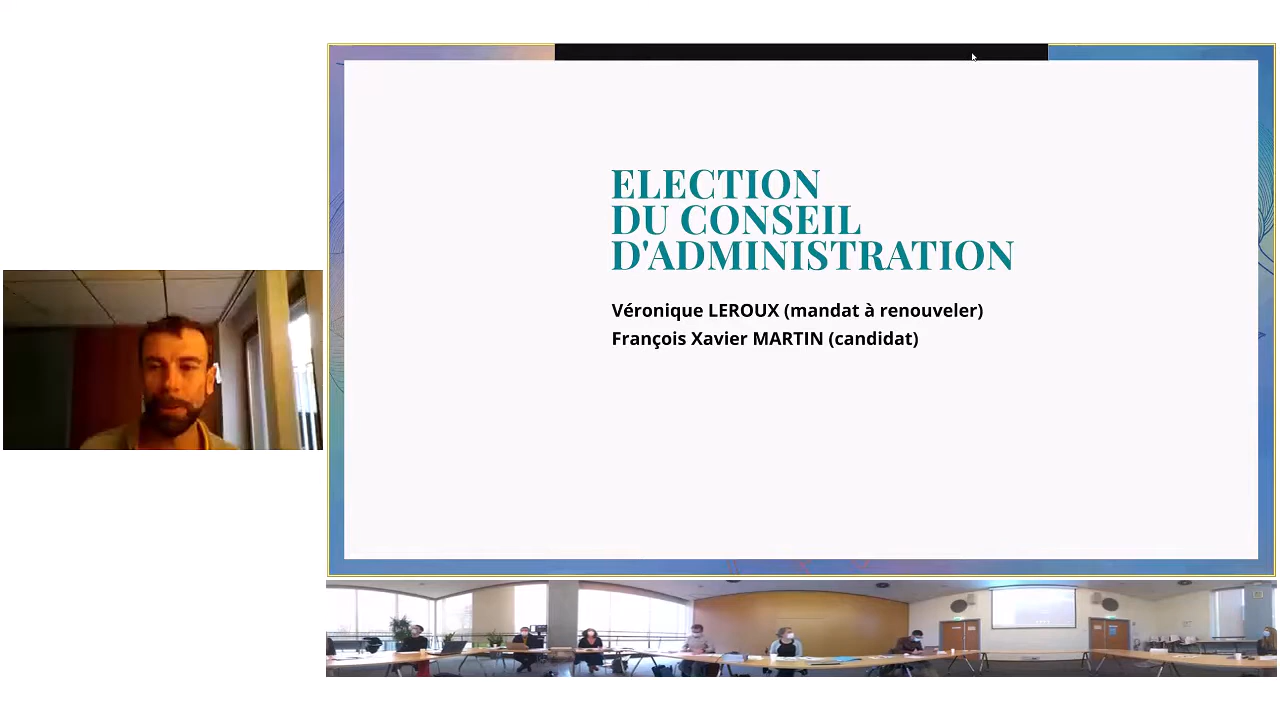 ELECTION
DU CONSEIL
D'ADMINISTRATION
Véronique LEROUX (mandat à renouveler)
François Xavier MARTIN (candidat)